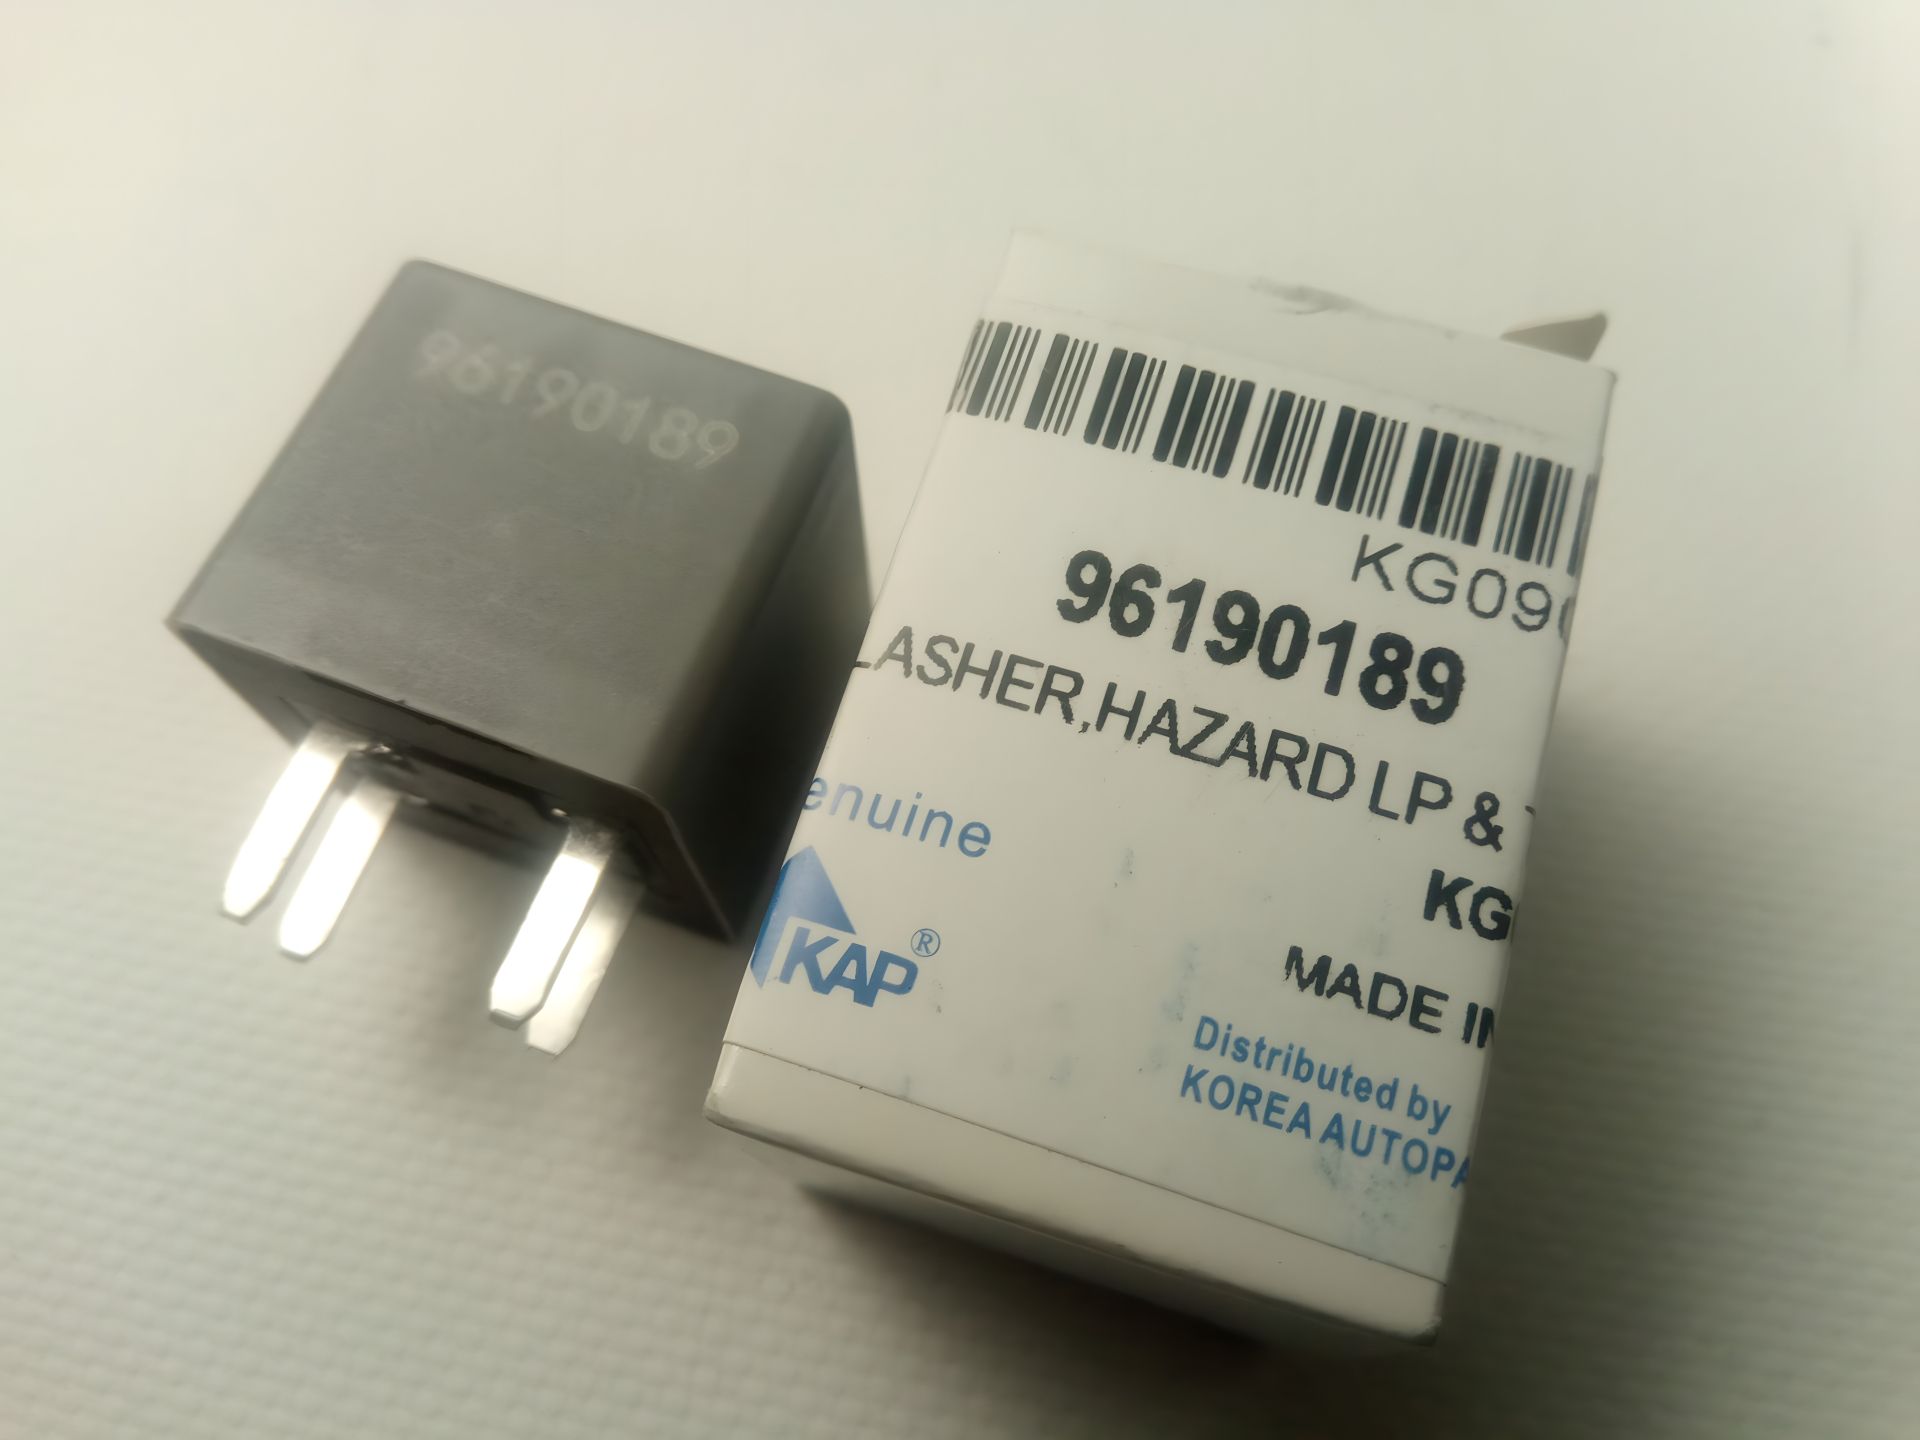 96190189
KG09
96190189
LASHER,HAZARD LP &
enuine
KAP®
KG
MADE IN
Distributed by
KOREA AUTOPA